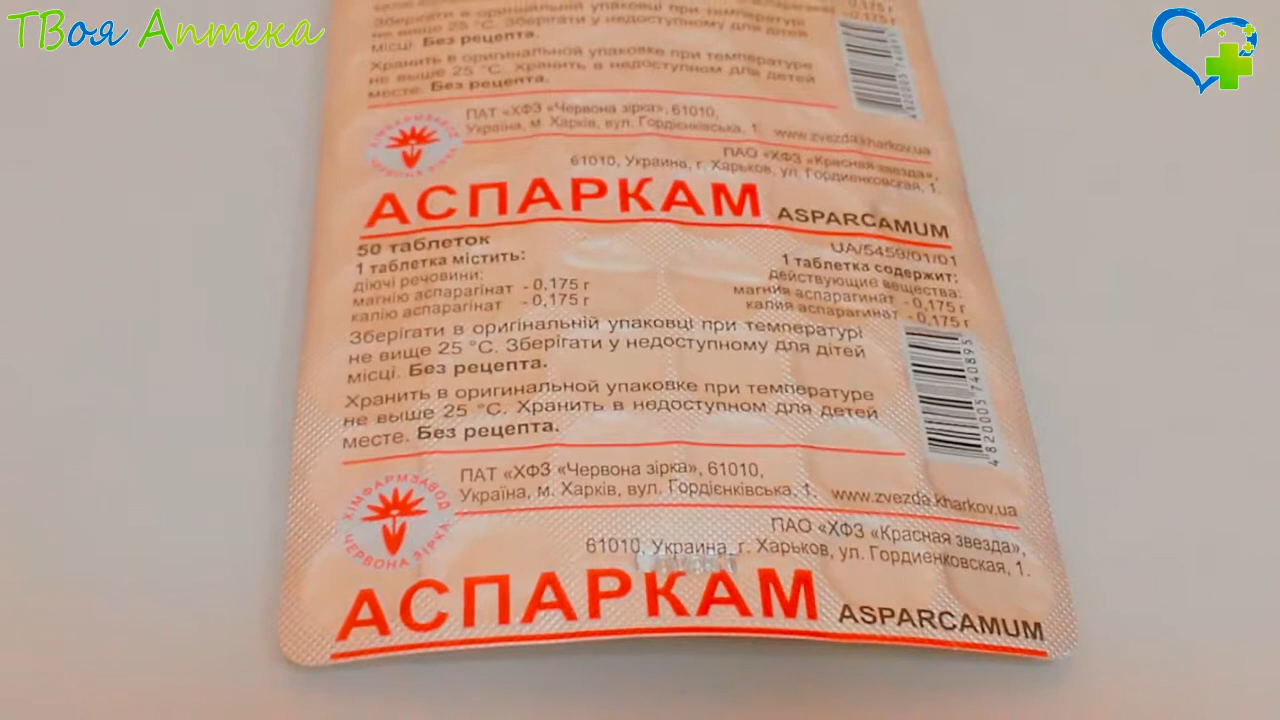 ТВоя Аптека
Зберігати в оригінальній упаковці при температурі
не вище 25 °С. Зберігати у недоступному для дітей
місці. Без рецепта.
Хранить в оригинальной упаковке при температуре
не выше 25 °С. Хранить в недоступном для детей
месте. Без рецепта.
ПАТ «ХФЗ «Червона зірка», 61010,
Україна, м. Харків, вул. Гордієнківська, 1. www.zvezda.kharkov.ua
ПАО «ХФЗ «Красная звезда»,
61010, Украина, г. Харьков, ул. Гордиенковская, 1.
АСПАРКАМ ASPARCAMUM
50 таблеток UA/5459/01/01
1 таблетка містить: 1 таблетка содержит:
діючі речовини: действующие вещества:
магнію аспарагінат - 0,175 г магния аспарагинат - 0,175 г
калію аспарагінат - 0,175 г калия аспарагинат - 0,175 г
Зберігати в оригінальній упаковці при температурі
не вище 25 °С. Зберігати у недоступному для дітей
місці. Без рецепта.
Хранить в оригинальной упаковке при температуре
не выше 25 °С. Хранить в недоступном для детей
месте. Без рецепта.
4 820005 740895
ХІМФАРМЗАВОД ЧЕРВОНА ЗІРКА
ПАТ «ХФЗ «Червона зірка», 61010,
Україна, м. Харків, вул. Гордієнківська, 1. www.zvezda.kharkov.ua
ПАО «ХФЗ «Красная звезда»,
61010, Украина, г. Харьков, ул. Гордиенковская, 1.
АСПАРКАМ ASPARCAMUM